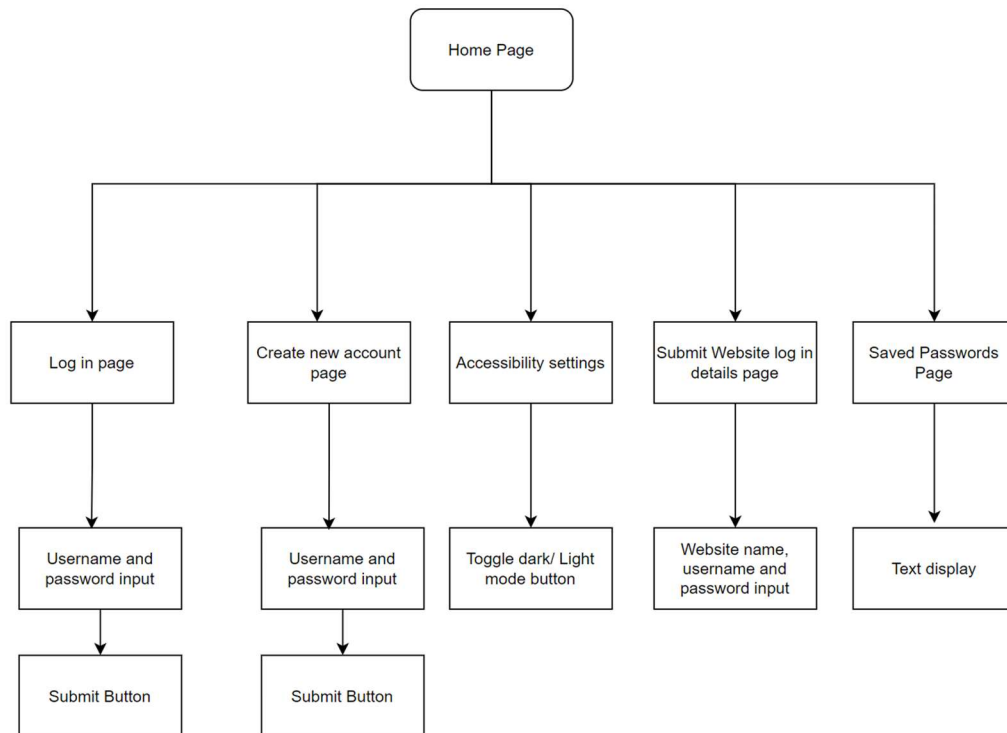 Home Page
Log in page
Create new account
page
Accessibility settings
Submit Website log in
details page
Saved Passwords
Page
Username and
password input
Username and
password input
Toggle dark/ Light
mode button
Website name,
username and
password input
Text display
Submit Button
Submit Button